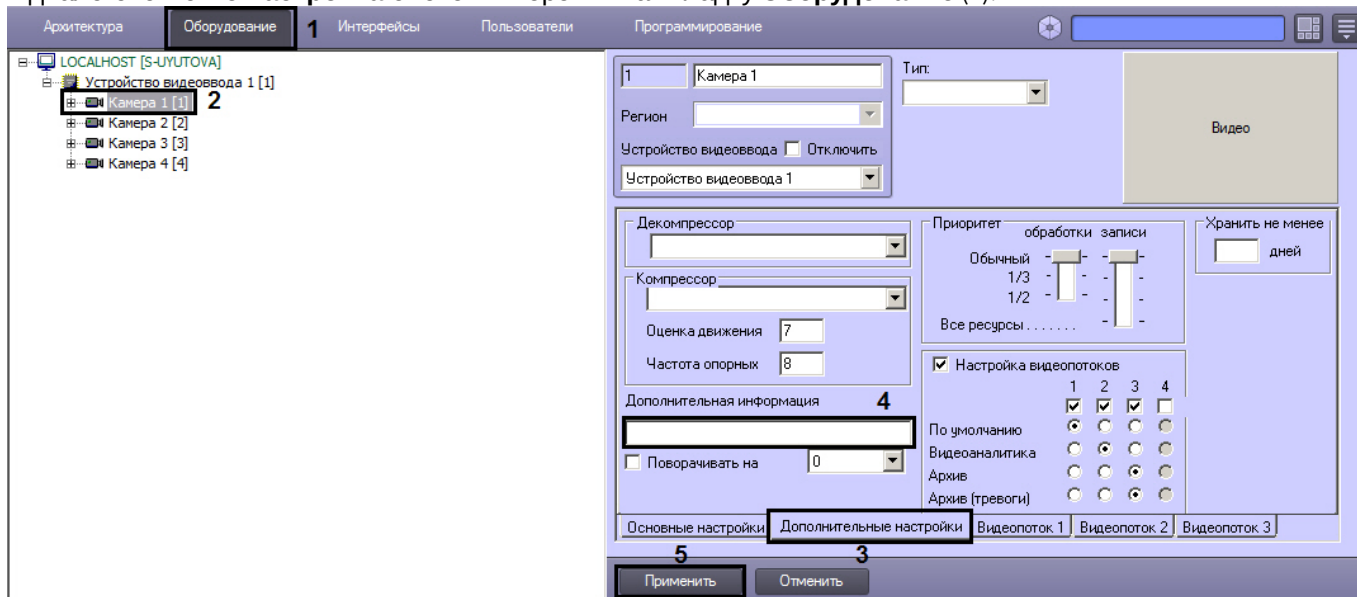 Архитектура Оборудование 1 Интерфейсы Пользователи Программирование
LOCALHOST [S-UYUTOVA]
Устройство видеоввода 1 [1]
Камера 1 [1] 2
Камера 2 [2]
Камера 3 [3]
Камера 4 [4]
1 Камера 1
Тип:
Регион
Устройство видеоввода Отключить
Устройство видеоввода 1
Видео
Декомпрессор
Компрессор
Оценка движения 7
Частота опорных 8
Дополнительная информация 4
Поворачивать на 0
Приоритет
обработки записи
Обычный
1/3
1/2
Все ресурсы . . . . . . .
Хранить не менее
дней
Настройка видеопотоков
1 2 3 4
По умолчанию
Видеоаналитика
Архив
Архив (тревоги)
Основные настройки Дополнительные настройки Видеопоток 1 Видеопоток 2 Видеопоток 3
5 3
Применить Отменить